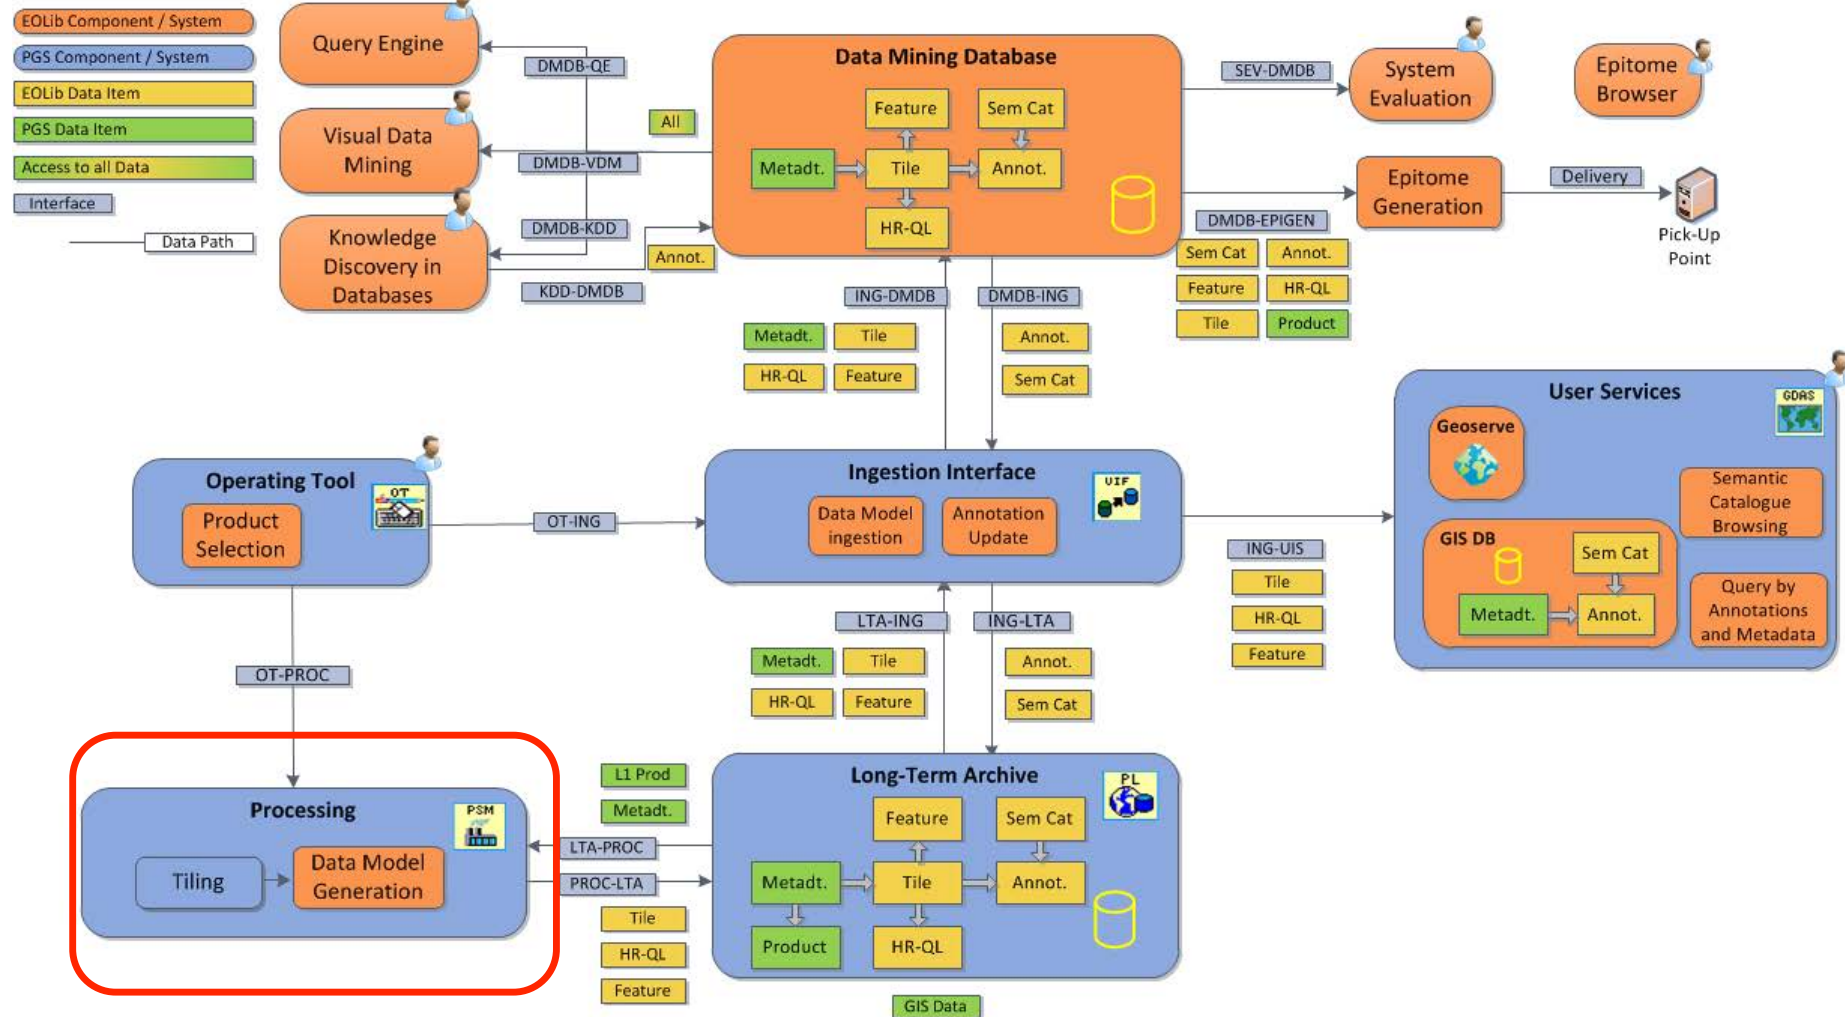 EOLib Component / System
PGS Component / System
EOLib Data Item
PGS Data Item
Access to all Data
Interface
Data Path
Query Engine
Visual Data
Mining
Knowledge
Discovery in
Databases
DMDB-QE
DMDB-VDM
DMDB-KDD
KDD-DMDB
All
Annot.
Data Mining Database
Feature
Sem Cat
Metadt.
Tile
Annot.
HR-QL
SEV-DMDB
System
Evaluation
Epitome
Browser
Epitome
Generation
Delivery
Pick-Up
Point
DMDB-EPIGEN
Sem Cat
Annot.
Feature
HR-QL
Tile
Product
ING-DMDB
DMDB-ING
Metadt.
Tile
HR-QL
Feature
Annot.
Sem Cat
Operating Tool
OT
Product
Selection
OT-ING
OT-PROC
Ingestion Interface
UIF
Data Model
ingestion
Annotation
Update
ING-UIS
Tile
HR-QL
Feature
User Services
GDAS
Geoserve
Semantic
Catalogue
Browsing
GIS DB
Sem Cat
Metadt.
Annot.
Query by
Annotations
and Metadata
LTA-ING
ING-LTA
Metadt.
Tile
HR-QL
Feature
Annot.
Sem Cat
Processing
PSM
Tiling
Data Model
Generation
L1 Prod
Metadt.
LTA-PROC
PROC-LTA
Tile
HR-QL
Feature
Long-Term Archive
PL
Feature
Sem Cat
Metadt.
Tile
Annot.
Product
HR-QL
GIS Data